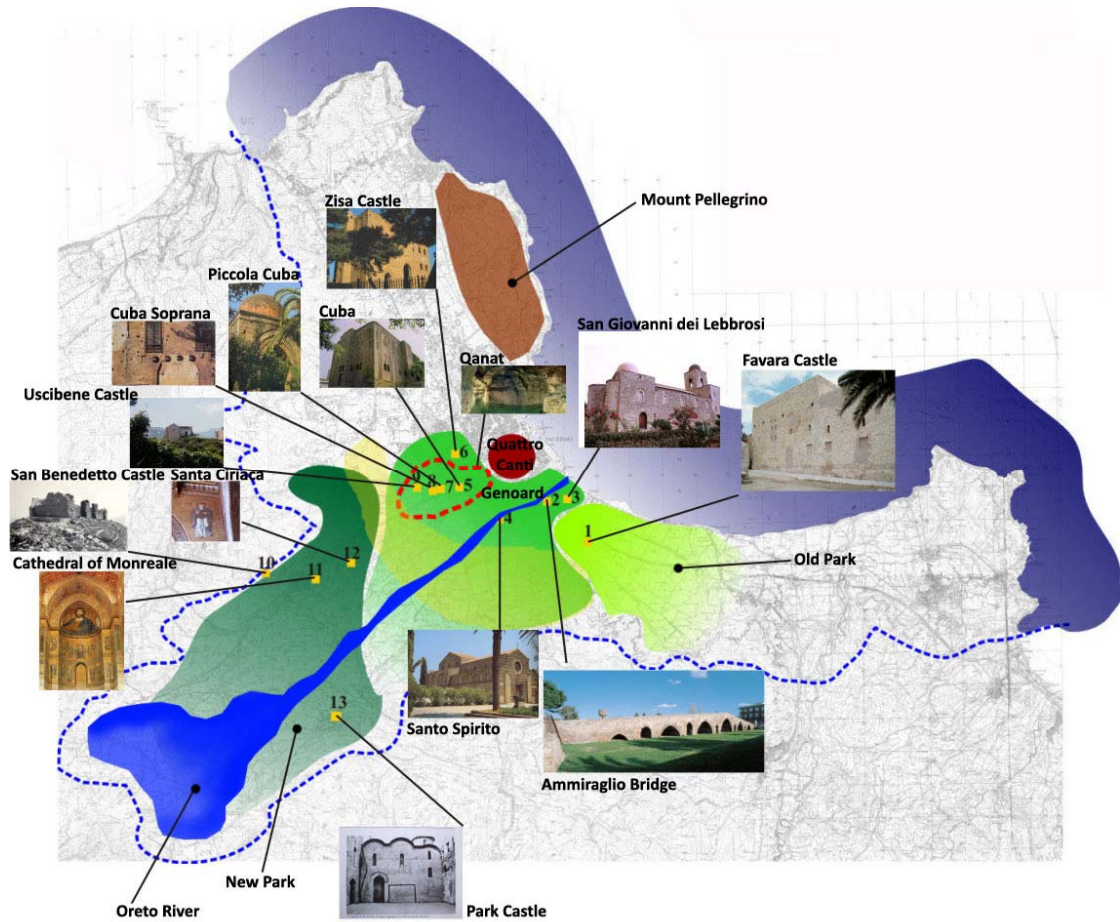 Zisa Castle
Mount Pellegrino
Piccola Cuba
Cuba Soprana
Cuba
San Giovanni dei Lebbrosi
Qanat
Favara Castle
Uscibene Castle
Quattro
Canti
6
San Benedetto Castle
Santa Ciriaca
9
8
7
5
Genoard
2
3
4
1
Old Park
Cathedral of Monreale
10
11
12
13
Santo Spirito
Ammiraglio Bridge
New Park
Oreto River
Park Castle